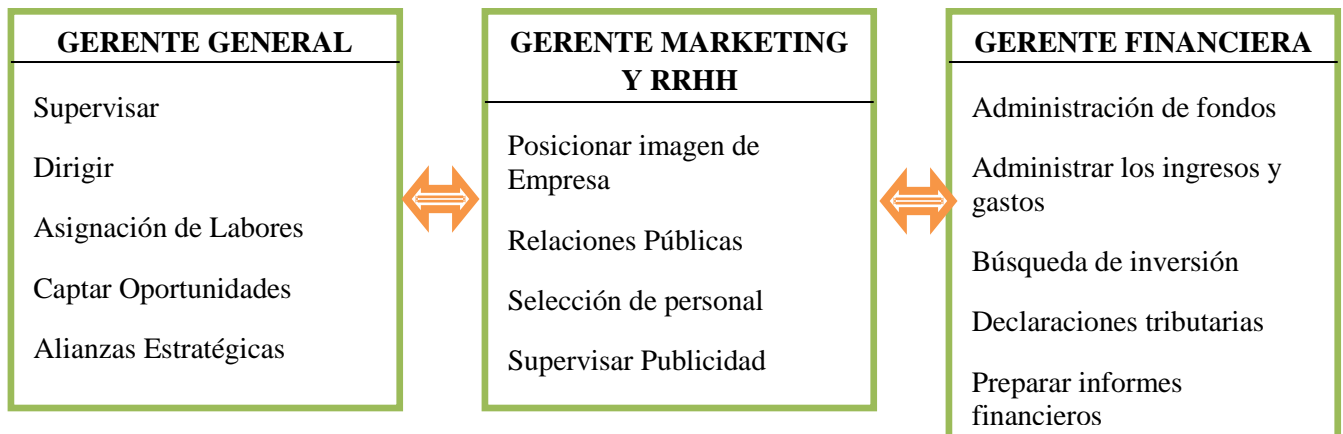 GERENTE GENERAL
Supervisar
Dirigir
Asignación de Labores
Captar Oportunidades
Alianzas Estratégicas
GERENTE MARKETING
Y RRHH
Posicionar imagen de
Empresa
Relaciones Públicas
Selección de personal
Supervisar Publicidad
GERENTE FINANCIERA
Administración de fondos
Administrar los ingresos y
gastos
Búsqueda de inversión
Declaraciones tributarias
Preparar informes
financieros